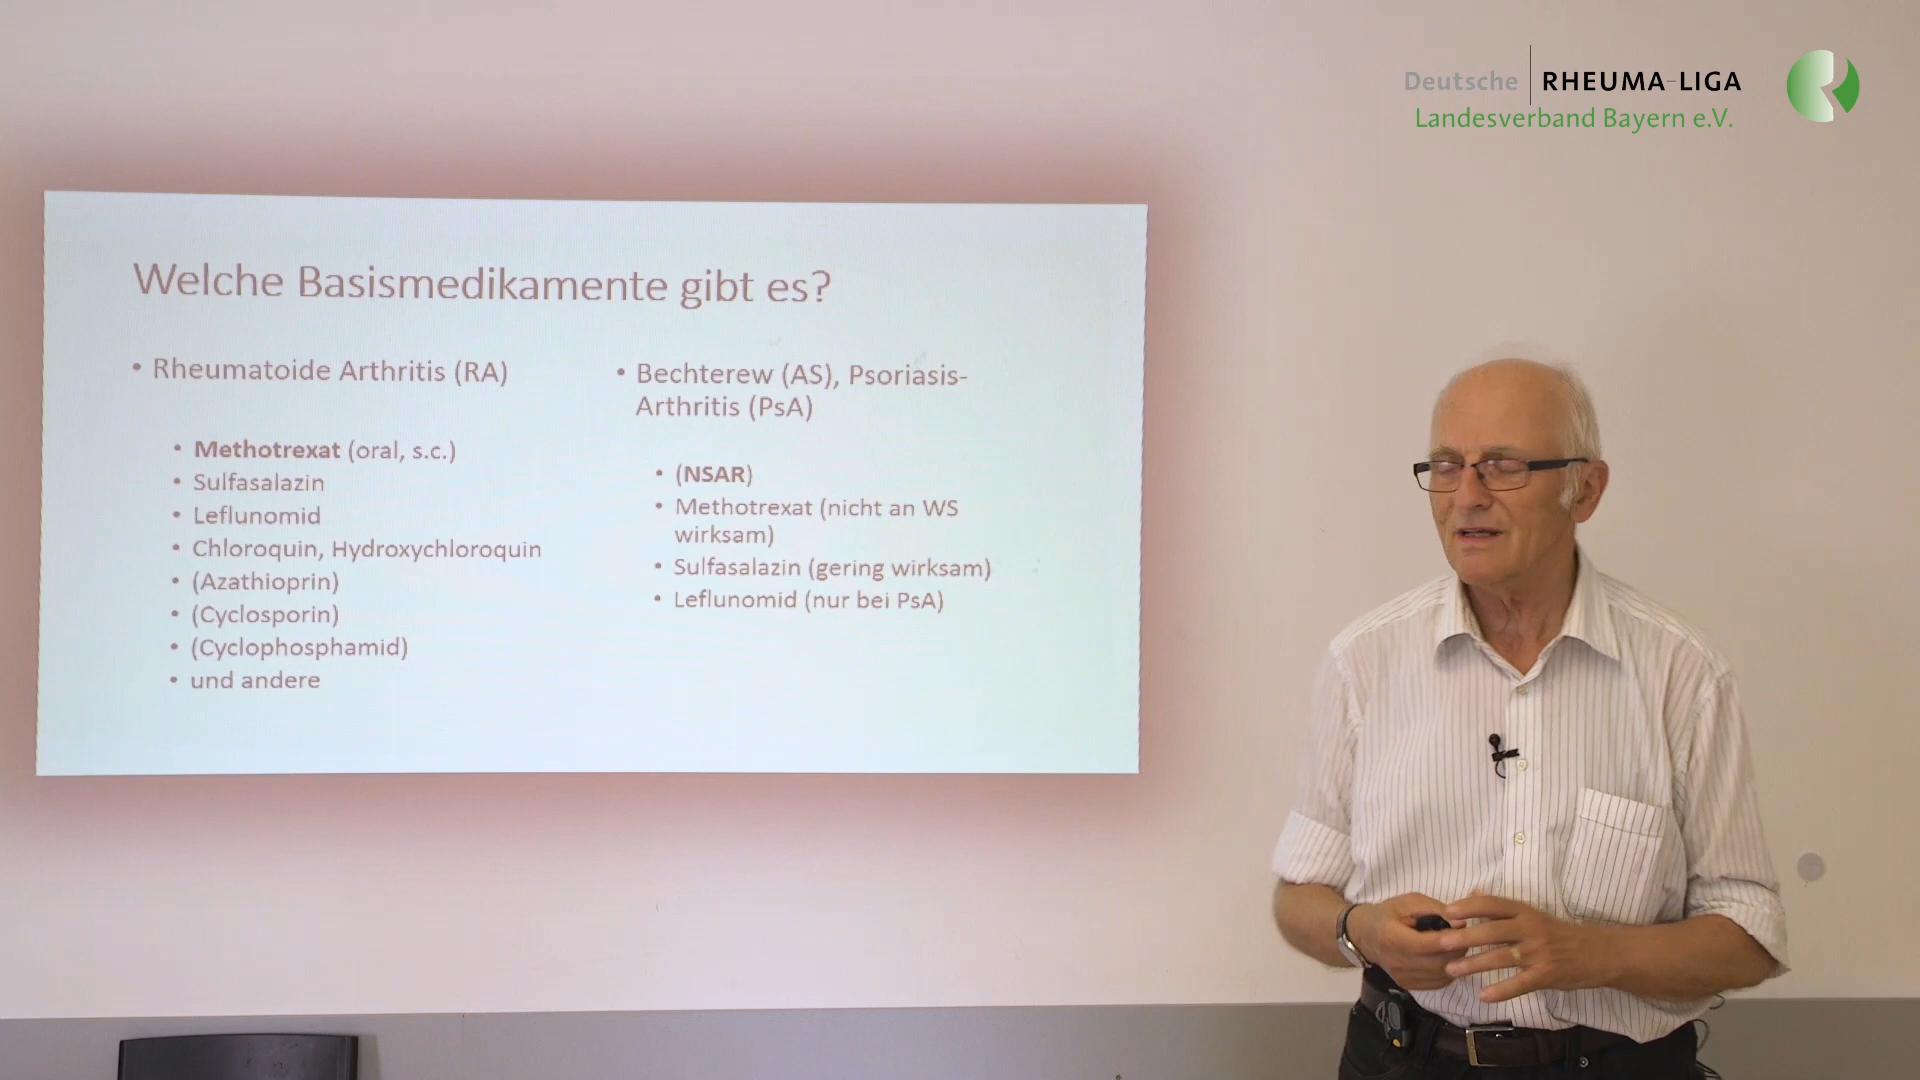 Deutsche RHEUMA-LIGA
Landesverband Bayern e.V.
Welche Basismedikamente gibt es?
• Rheumatoide Arthritis (RA)
• Methotrexat (oral, s.c.)
• Sulfasalazin
• Leflunomid
• Chloroquin, Hydroxychloroquin
• (Azathioprin)
• (Cyclosporin)
• (Cyclophosphamid)
• und andere
• Bechterew (AS), Psoriasis-
Arthritis (PsA)
• (NSAR)
• Methotrexat (nicht an WS
wirksam)
• Sulfasalazin (gering wirksam)
• Leflunomid (nur bei PsA)